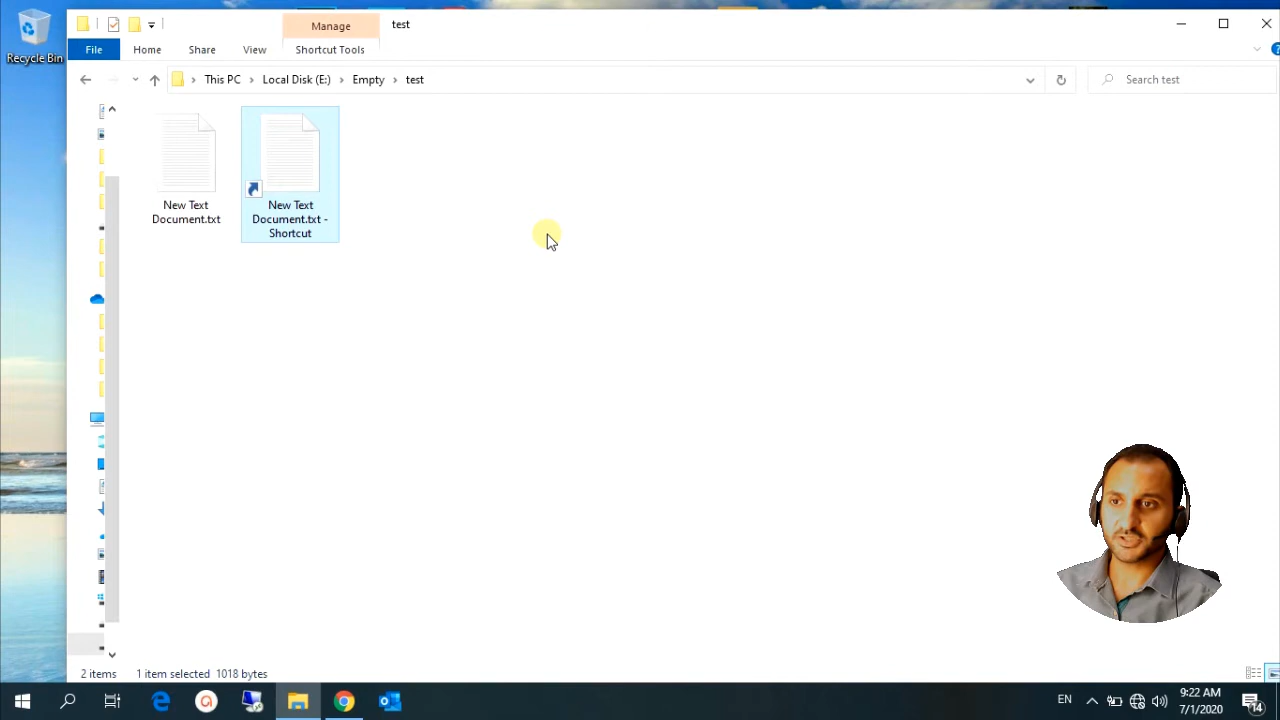 Manage
test
File
Home
Share
View
Shortcut Tools
This PC
Local Disk (E:)
Empty
test
Search test
Recycle Bin
New Text
Document.txt
New Text
Document.txt -
Shortcut
2 items
1 item selected 1018 bytes
EN
9:22 AM
7/1/2020
14